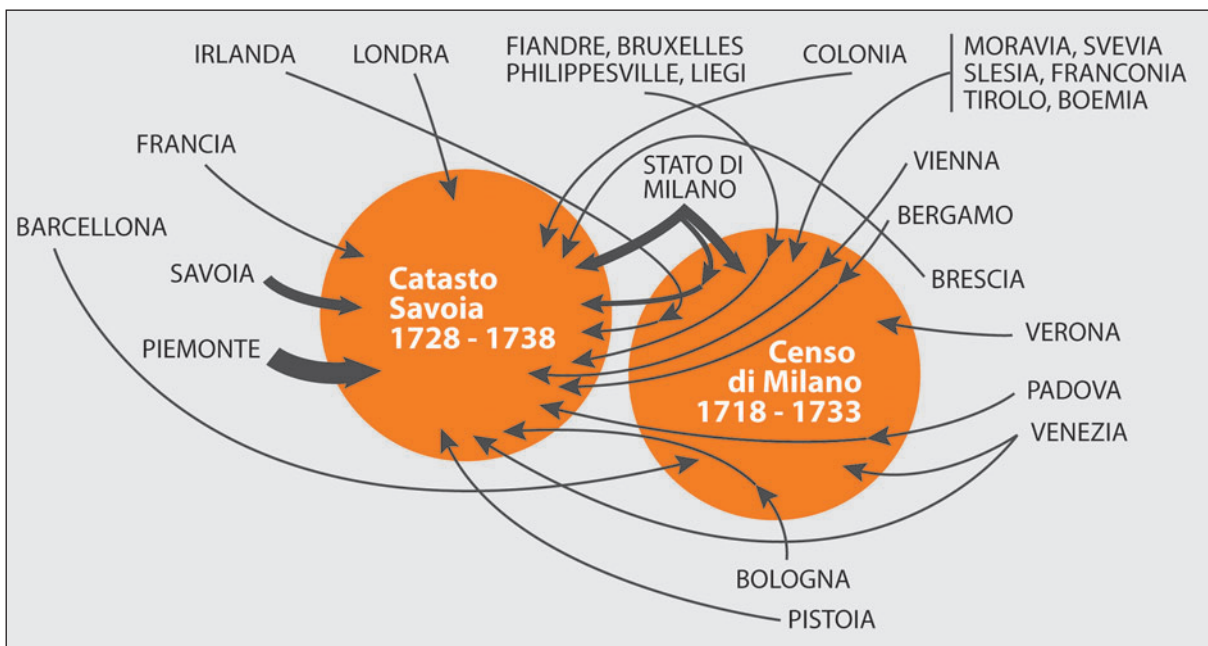 IRLANDA
LONDRA
FIANDRE, BRUXELLES
PHILIPPESVILLE, LIEGI
COLONIA
MORAVIA, SVEVIA
SLESIA, FRANCONIA
TIROLO, BOEMIA
FRANCIA
STATO DI
MILANO
VIENNA
BARCELLONA
BERGAMO
SAVOIA
BRESCIA
Catasto
Savoia
1728 - 1738
PIEMONTE
VERONA
Censo
di Milano
1718 - 1733
PADOVA
VENEZIA
BOLOGNA
PISTOIA